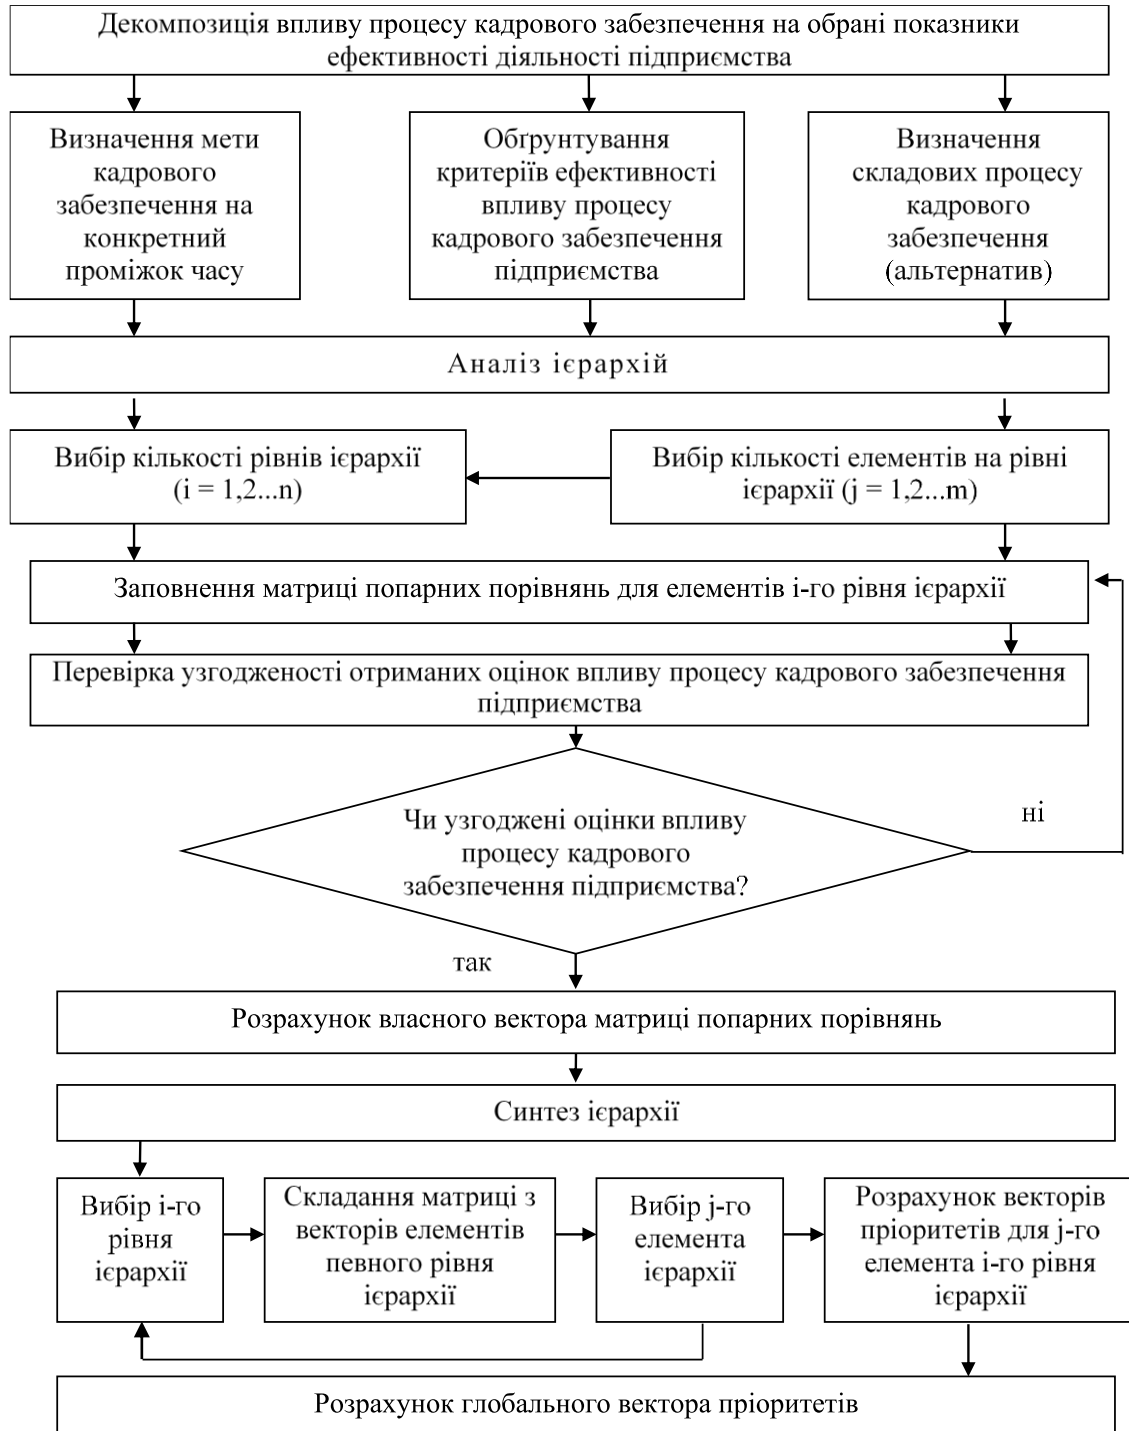 Декомпозиція впливу процесу кадрового забезпечення на обрані показники
ефективності діяльності підприємства
Визначення мети
кадрового
забезпечення на
конкретний
проміжок часу
Обґрунтування
критеріїв ефективності
впливу процесу
кадрового забезпечення
підприємства
Визначення
складових процесу
кадрового
забезпечення
(альтернатив)
Аналіз ієрархій
Вибір кількості рівнів ієрархії
(i = 1,2...n)
Вибір кількості елементів на рівні
ієрархії (j = 1,2...m)
Заповнення матриці попарних порівнянь для елементів i-го рівня ієрархії
Перевірка узгодженості отриманих оцінок впливу процесу кадрового забезпечення
підприємства
Чи узгоджені оцінки впливу
процесу кадрового
забезпечення підприємства?
ні
так
Розрахунок власного вектора матриці попарних порівнянь
Синтез ієрархії
Вибір i-го
рівня
ієрархії
Складання матриці з
векторів елементів
певного рівня
ієрархії
Вибір j-го
елемента
ієрархії
Розрахунок векторів
пріоритетів для j-го
елемента i-го рівня
ієрархії
Розрахунок глобального вектора пріоритетів